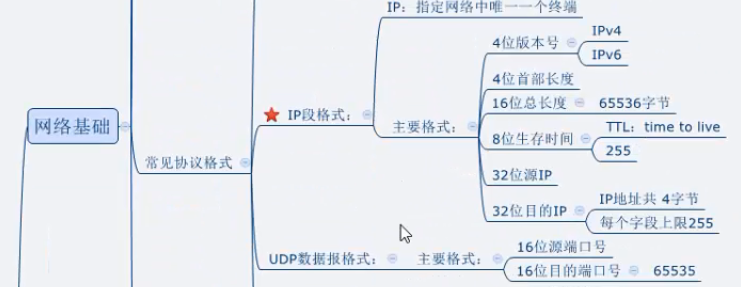 IP：指定网络中唯一一个终端
IPv4
4位版本号
IPv6
4位首部长度
16位总长度
65536字节
IP段格式：
主要格式：
TTL：time to live
8位生存时间
255
网络基础
常见协议格式
32位源IP
IP地址共 4字节
32位目的IP
每个字段上限255
16位源端口号
UDP数据报格式：
主要格式：
16位目的端口号
65535